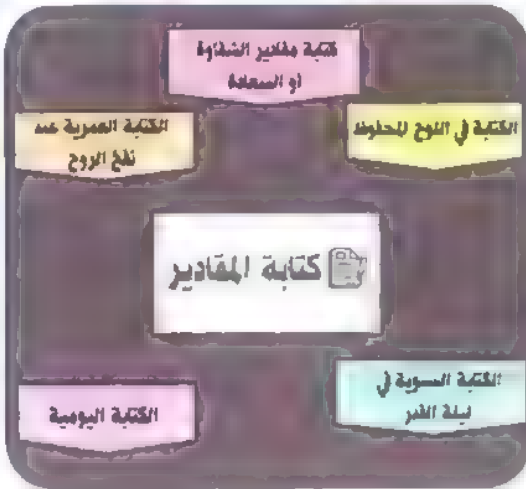 كتابة مقادير الشقاوة
او السعادة
الكتابة في اللوح المحفوظ
الكتابة العمرية عند
نفخ الروح
كتابة المقادير
الكتابة السنوية في
ليلة القدر
الكتابة اليومية